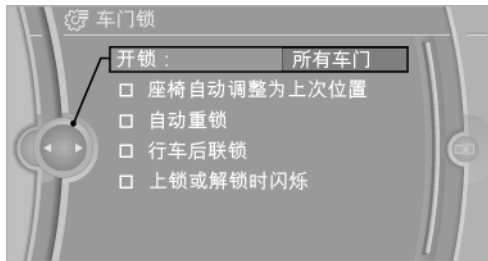 车门锁
开锁： 所有车门
座椅自动调整为上次位置
自动重锁
行车后联锁
上锁或解锁时闪烁